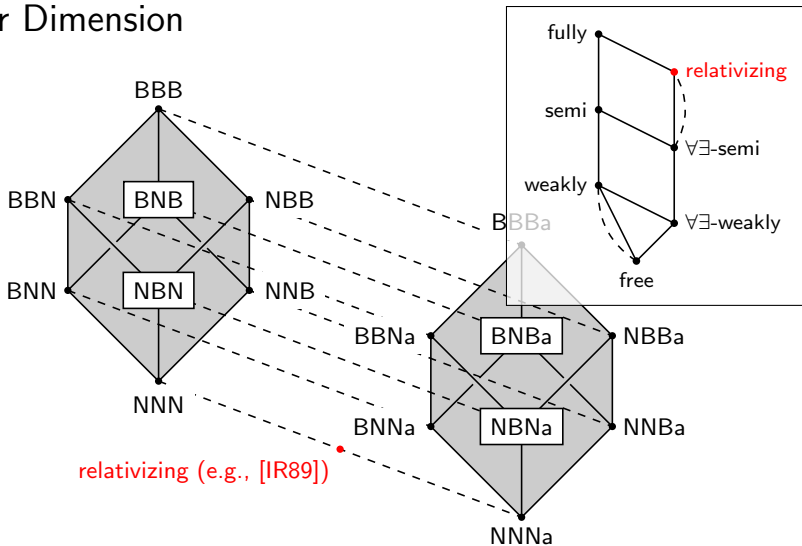 r Dimension
fully
relativizing
semi
∀∃-semi
weakly
∀∃-weakly
free
BBB
BBN
BNB
NBB
BNN
NBN
NNB
NNN
BBBa
BBNa
BNBa
NBBa
BNNa
NBNa
NNBa
NNNa
relativizing (e.g., [IR89])